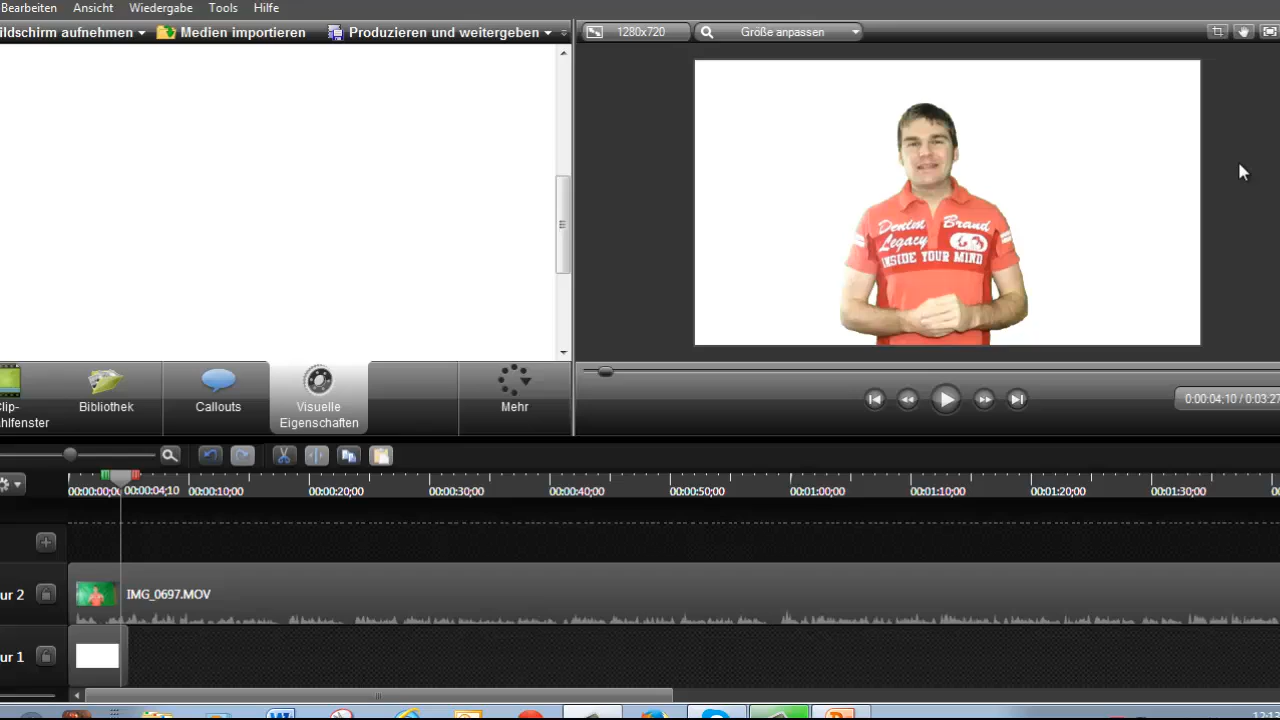 Bearbeiten Ansicht Wiedergabe Tools Hilfe
ildschirm aufnehmen Medien importieren Produzieren und weitergeben 1280x720 Größe anpassen
Denim Brand
Legacy
INSIDE YOUR MIND
Clip-
hlfenster
Bibliothek
Callouts
Visuelle
Eigenschaften
Mehr
0:00:04;10 / 0:03:27
00:00:00;0 00:00:04;10 00:00:10;00 00:00:20;00 00:00:30;00 00:00:40;00 00:00:50;00 00:01:00;00 00:01:10;00 00:01:20;00 00:01:30;00
ur 2 IMG_0697.MOV
ur 1